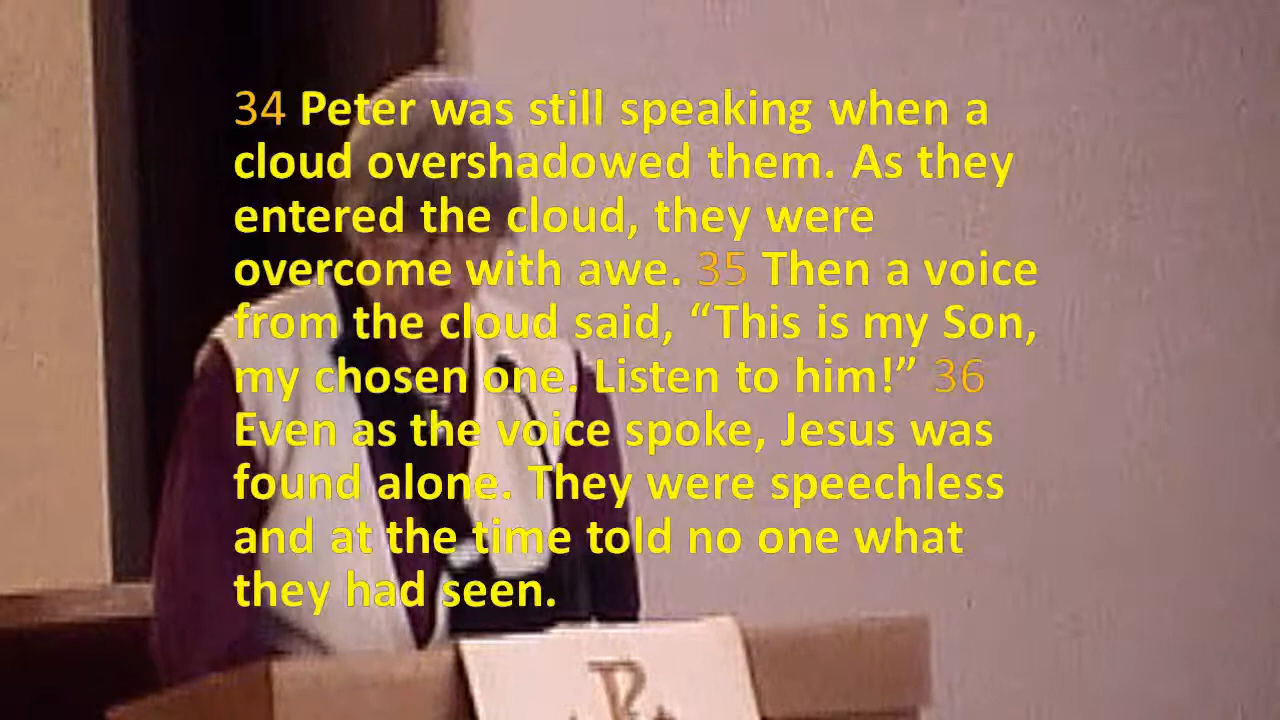 34 Peter was still speaking when a
cloud overshadowed them. As they
entered the cloud, they were
overcome with awe. 35 Then a voice
from the cloud said, “This is my Son,
my chosen one. Listen to him!” 36
Even as the voice spoke, Jesus was
found alone. They were speechless
and at the time told no one what
they had seen.